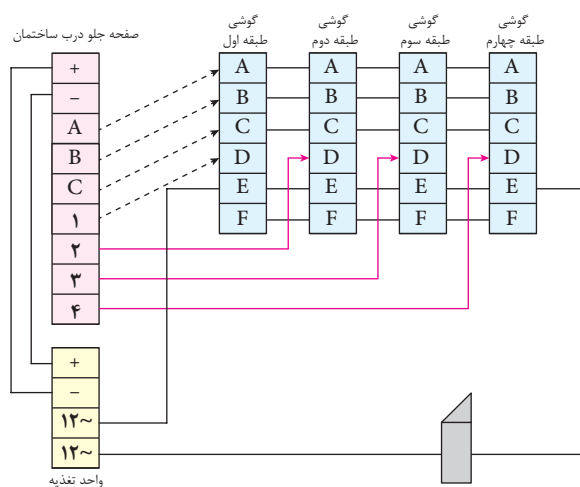 صفحه جلو درب ساختمان
+
−
A
B
C
۱
۲
۳
۴
گوشی
طبقه اول
A
B
C
D
E
F
گوشی
طبقه دوم
A
B
C
D
E
F
گوشی
طبقه سوم
A
B
C
D
E
F
گوشی
طبقه چهارم
A
B
C
D
E
F
+
−
۱۲~
۱۲~
واحد تغذیه